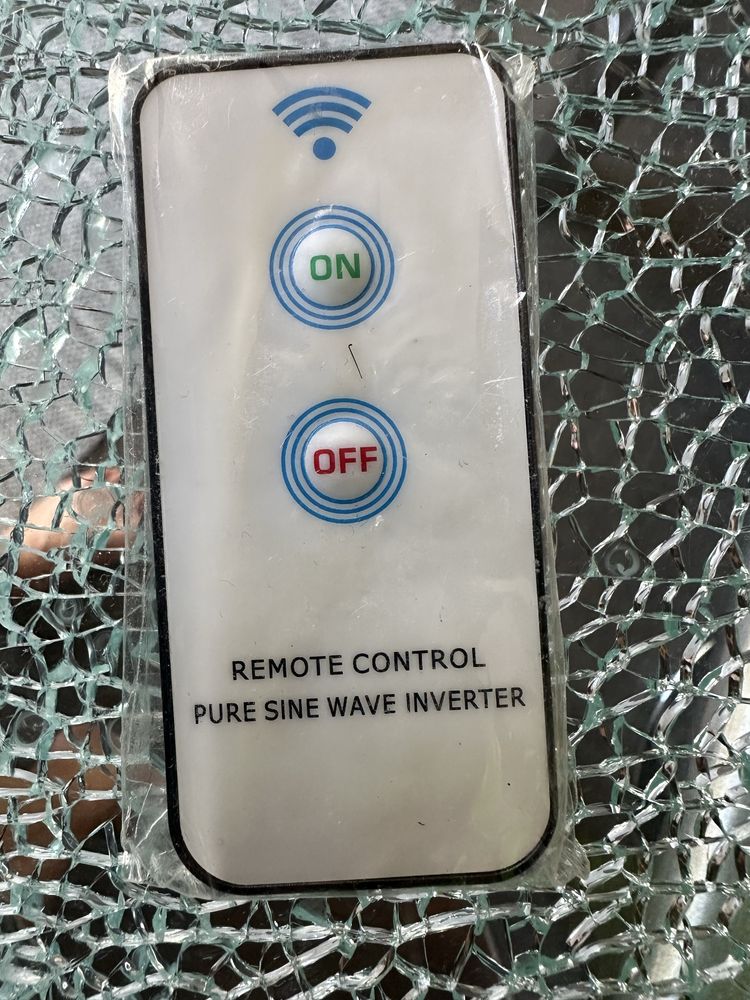 ON
OFF
REMOTE CONTROL
PURE SINE WAVE INVERTER